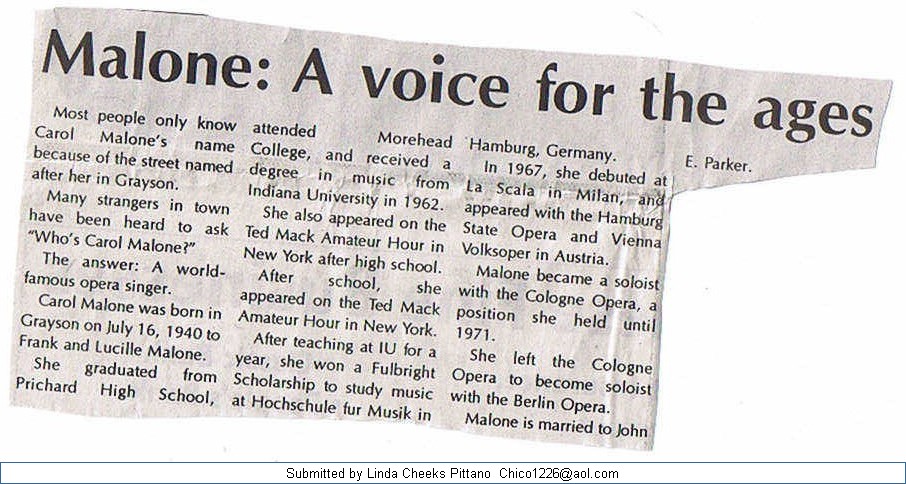 Malone: A voice for the ages
Most people only know
Carol Malone's name
because of the street named
after her in Grayson.
Many strangers in town
have been heard to ask
"Who's Carol Malone?"
The answer: A world-
famous opera singer.
Carol Malone was born in
Grayson on July 16, 1940 to
Frank and Lucille Malone.
She graduated from
Prichard High School,
attended Morehead
College, and received a
degree in music from
Indiana University in 1962.
She also appeared on the
Ted Mack Amateur Hour in
New York after high school.
After school, she
appeared on the Ted Mack
Amateur Hour in New York.
After teaching at IU for a
year, she won a Fulbright
Scholarship to study music
at Hochschule fur Musik in
Hamburg, Germany.
In 1967, she debuted at
La Scala in Milan, and
appeared with the Hamburg
State Opera and Vienna
Volksoper in Austria.
Malone became a soloist
with the Cologne Opera, a
position she held until
1971.
She left the Cologne
Opera to become soloist
with the Berlin Opera.
Malone is married to John
E. Parker.
Submitted by Linda Cheeks Pittano Chico1226@aol.com